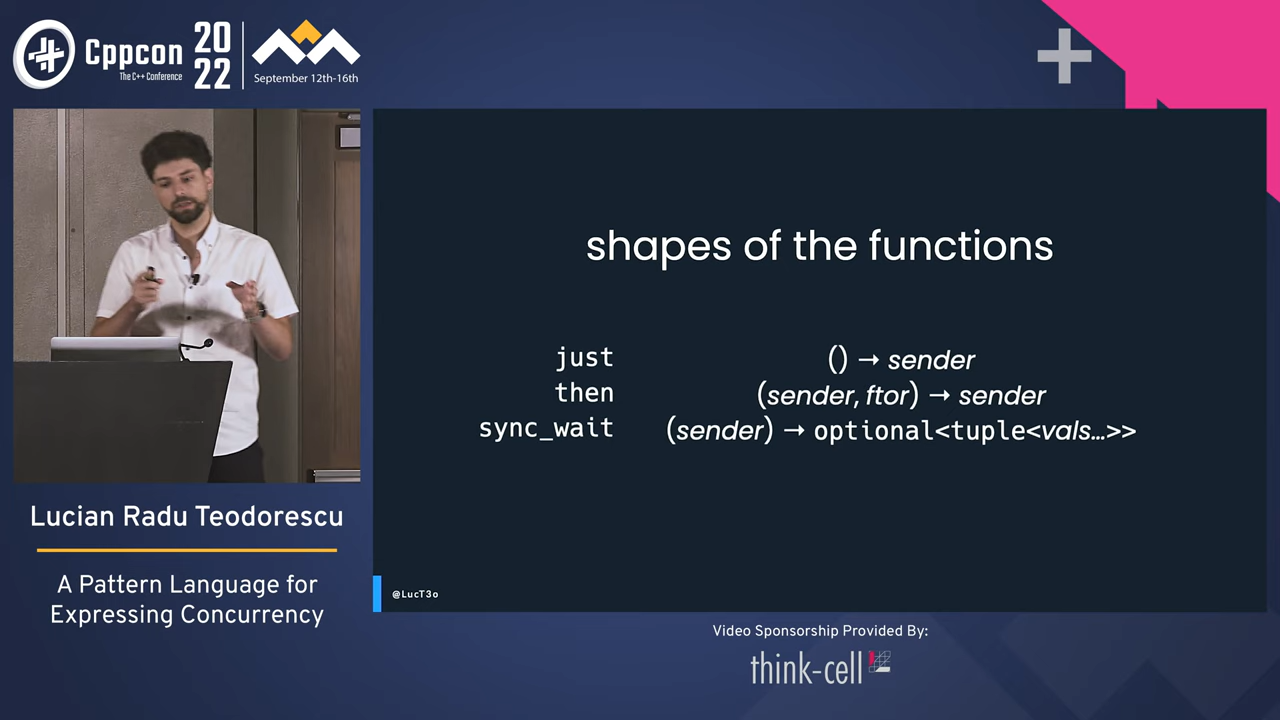 Cppcon
The C++ Conference
20
22
September 12th-16th
shapes of the functions
just () → sender
then (sender, ftor) → sender
sync_wait (sender) → optional<tuple<vals...>>
@LucT3o
Lucian Radu Teodorescu
A Pattern Language for
Expressing Concurrency
Video Sponsorship Provided By:
think-cell